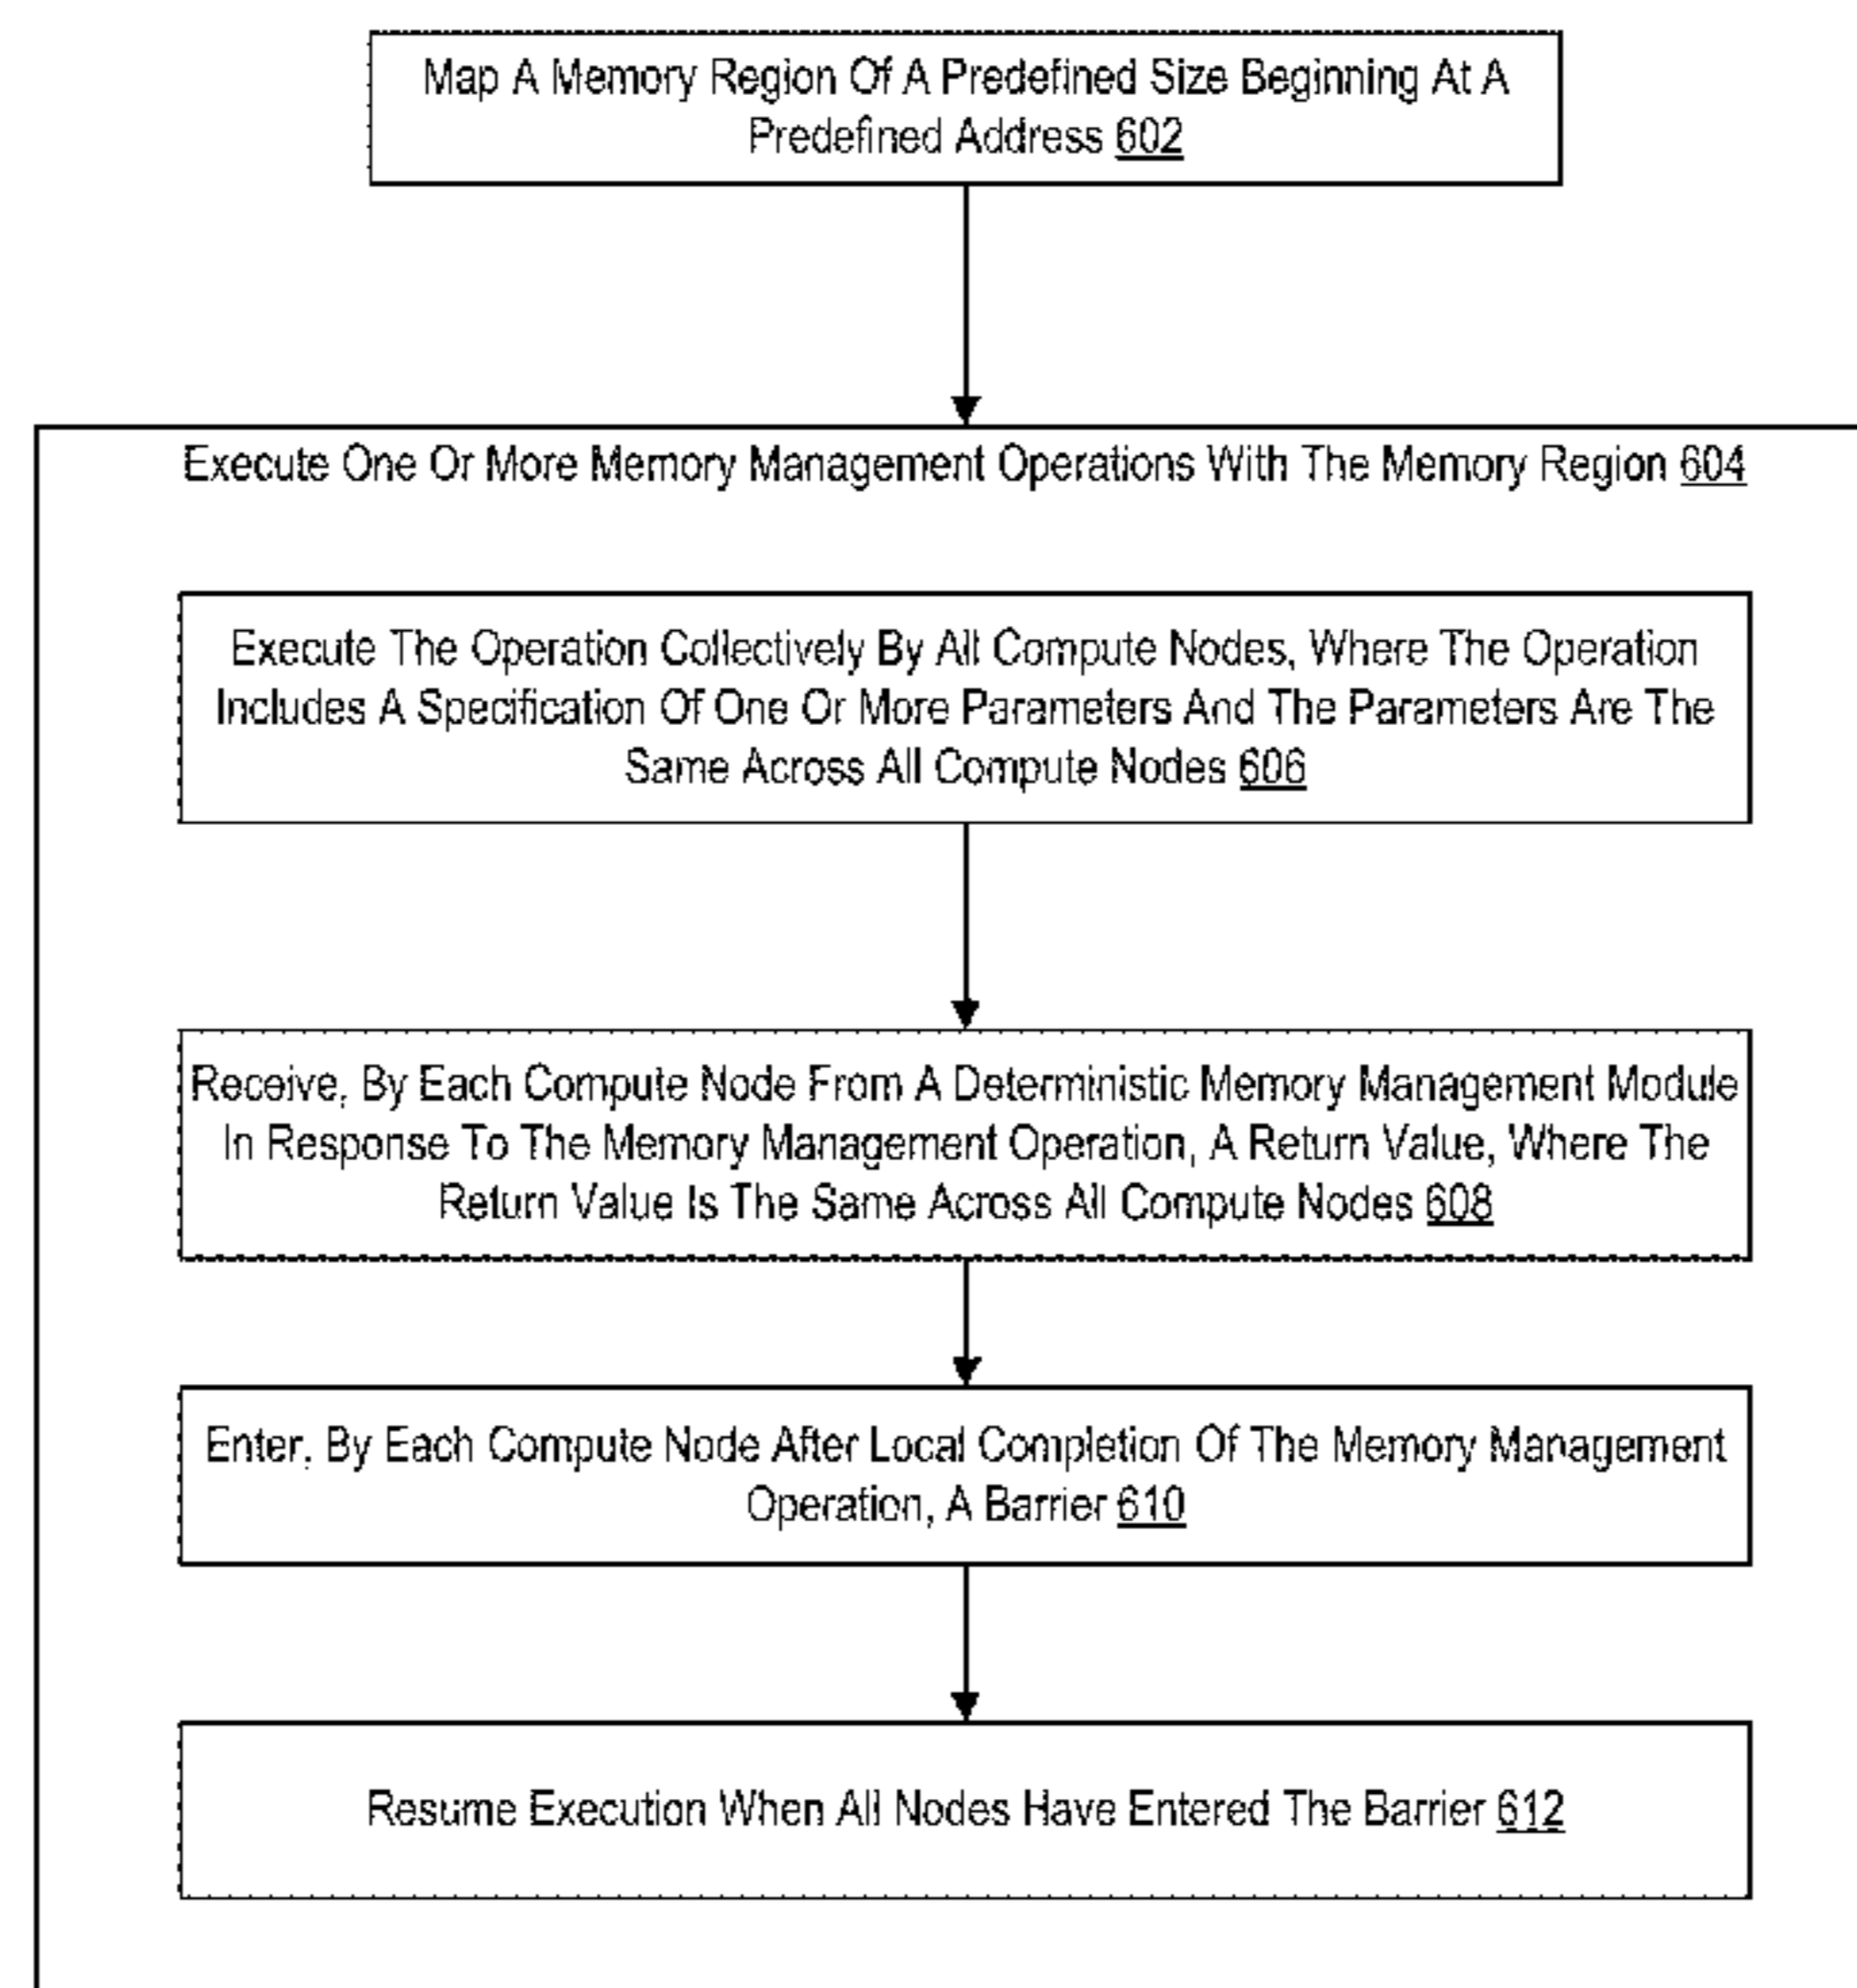 Map A Memory Region Of A Predefined Size Beginning At A
Predefined Address 602
Execute One Or More Memory Management Operations With The Memory Region 604
Execute The Operation Collectively By All Compute Nodes, Where The Operation
Includes A Specification Of One Or More Parameters And The Parameters Are The
Same Across All Compute Nodes 606
Receive, By Each Compute Node From A Deterministic Memory Management Module
In Response To The Memory Management Operation, A Return Value, Where The
Return Value Is The Same Across All Compute Nodes 608
Enter, By Each Compute Node After Local Completion Of The Memory Management
Operation, A Barrier 610
Resume Execution When All Nodes Have Entered The Barrier 612